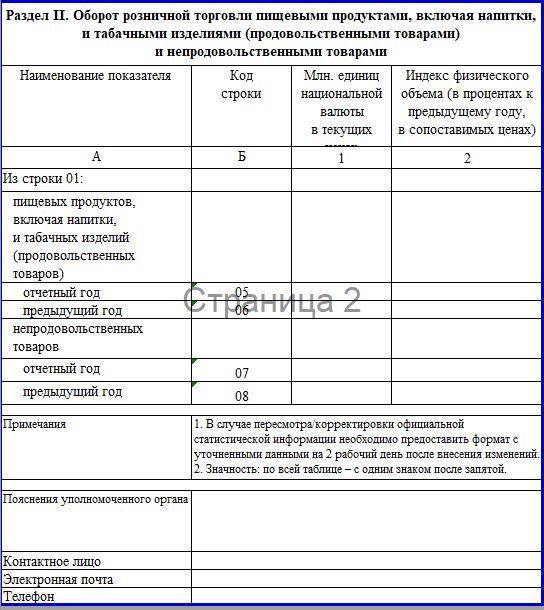 Раздел II. Оборот розничной торговли пищевыми продуктами, включая напитки,
и табачными изделиями (продовольственными товарами)
и непродовольственными товарами
Наименование показателя Код Млн. единиц Индекс физического
строки национальной объема (в процентах к
валюты предыдущему году,
в текущих в сопоставимых ценах)
А Б 1 2
Из строки 01:
пищевых продуктов,
включая напитки,
и табачных изделий
(продовольственных
товаров)
отчетный год 05
Страница 2
предыдущий год 06
непродовольственных
товаров
отчетный год 07
предыдущий год 08
Примечания 1. В случае пересмотра/корректировки официальной
статистической информации необходимо предоставить формат с
уточненными данными на 2 рабочий день после внесения изменений.
2. Значность: по всей таблице – с одним знаком после запятой.
Пояснения уполномоченного органа
Контактное лицо
Электронная почта
Телефон